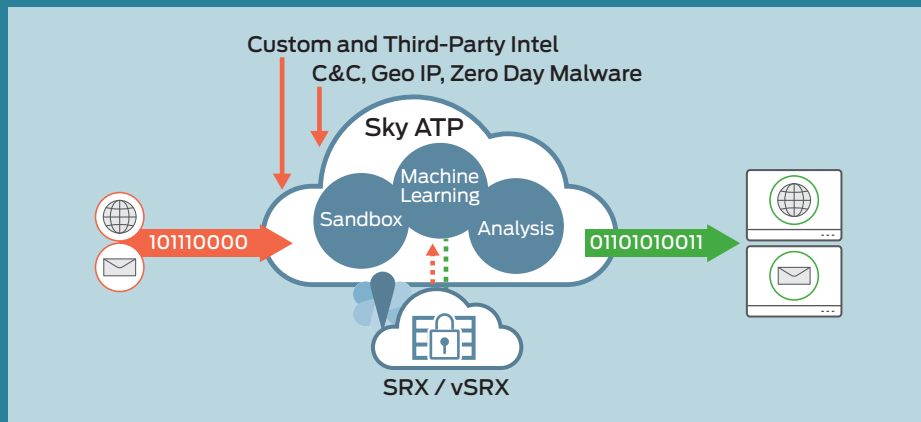 Custom and Third-Party Intel
C&C, Geo IP, Zero Day Malware
Sky ATP
Machine
Learning
Sandbox
Analysis
101110000
01101010011
SRX / vSRX